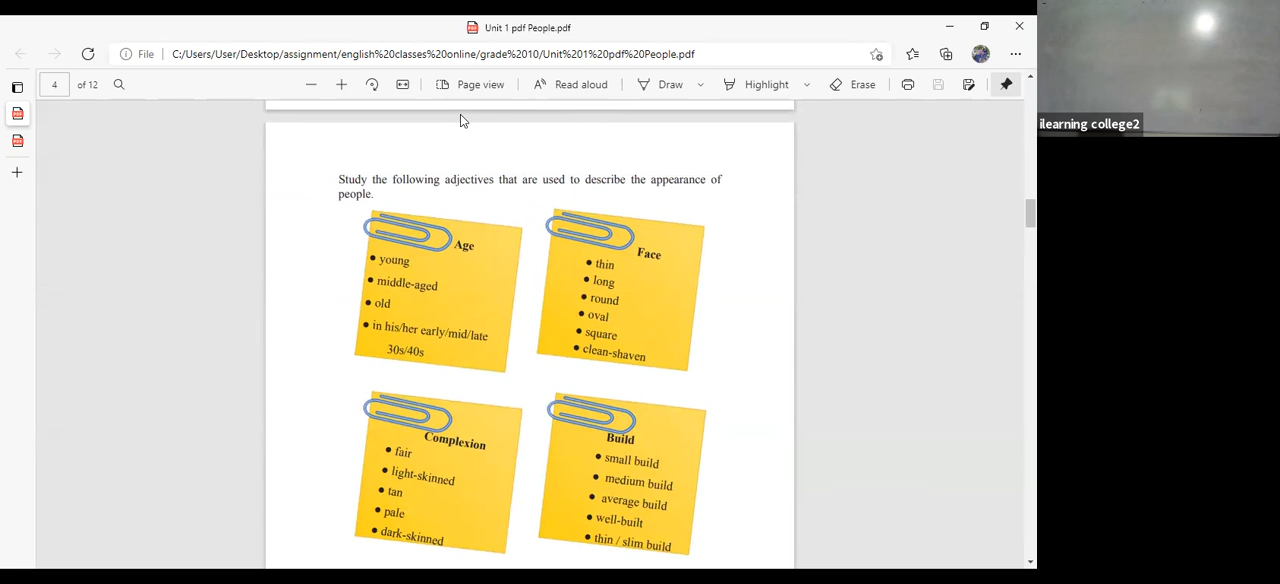 Unit 1 pdf People.pdf
File C:/Users/User/Desktop/assignment/english%20classes%20online/grade%2010/Unit%201%20pdf%20People.pdf
4 of 12 Page view Read aloud Draw Highlight Erase
ilearning college2
Study the following adjectives that are used to describe the appearance of
people.
Age
• young
• middle-aged
• old
• in his/her early/mid/late
30s/40s
Face
• thin
• long
• round
• oval
• square
• clean-shaven
Complexion
• fair
• light-skinned
• tan
• pale
• dark-skinned
Build
• small build
• medium build
• average build
• well-built
• thin / slim build